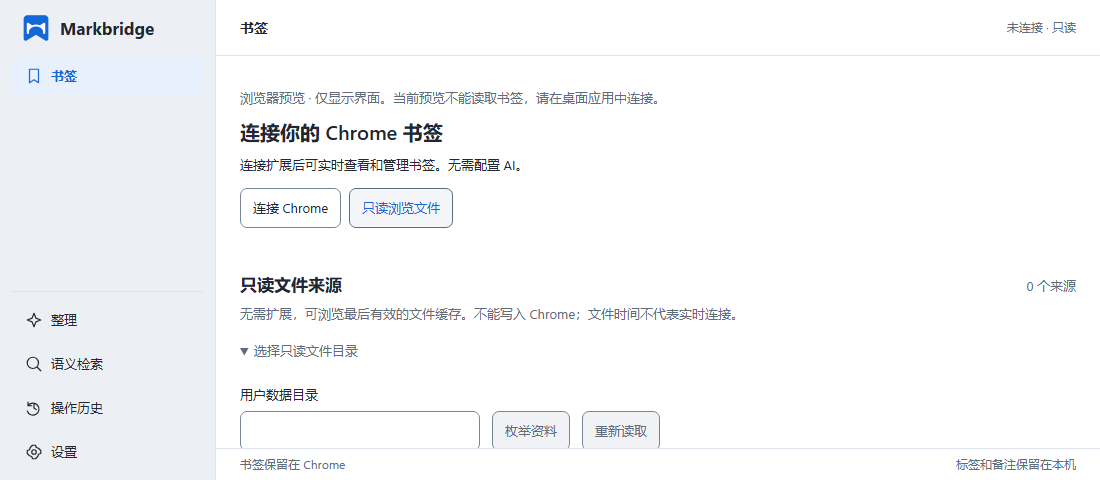 Markbridge
书签
整理
语义检索
操作历史
设置
书签
未连接 · 只读
浏览器预览 · 仅显示界面。当前预览不能读取书签，请在桌面应用中连接。
连接你的 Chrome 书签
连接扩展后可实时查看和管理书签。无需配置 AI。
连接 Chrome
只读浏览文件
只读文件来源
0 个来源
无需扩展，可浏览最后有效的文件缓存。不能写入 Chrome；文件时间不代表实时连接。
▼ 选择只读文件目录
用户数据目录
枚举资料
重新读取
书签保留在 Chrome
标签和备注保留在本机